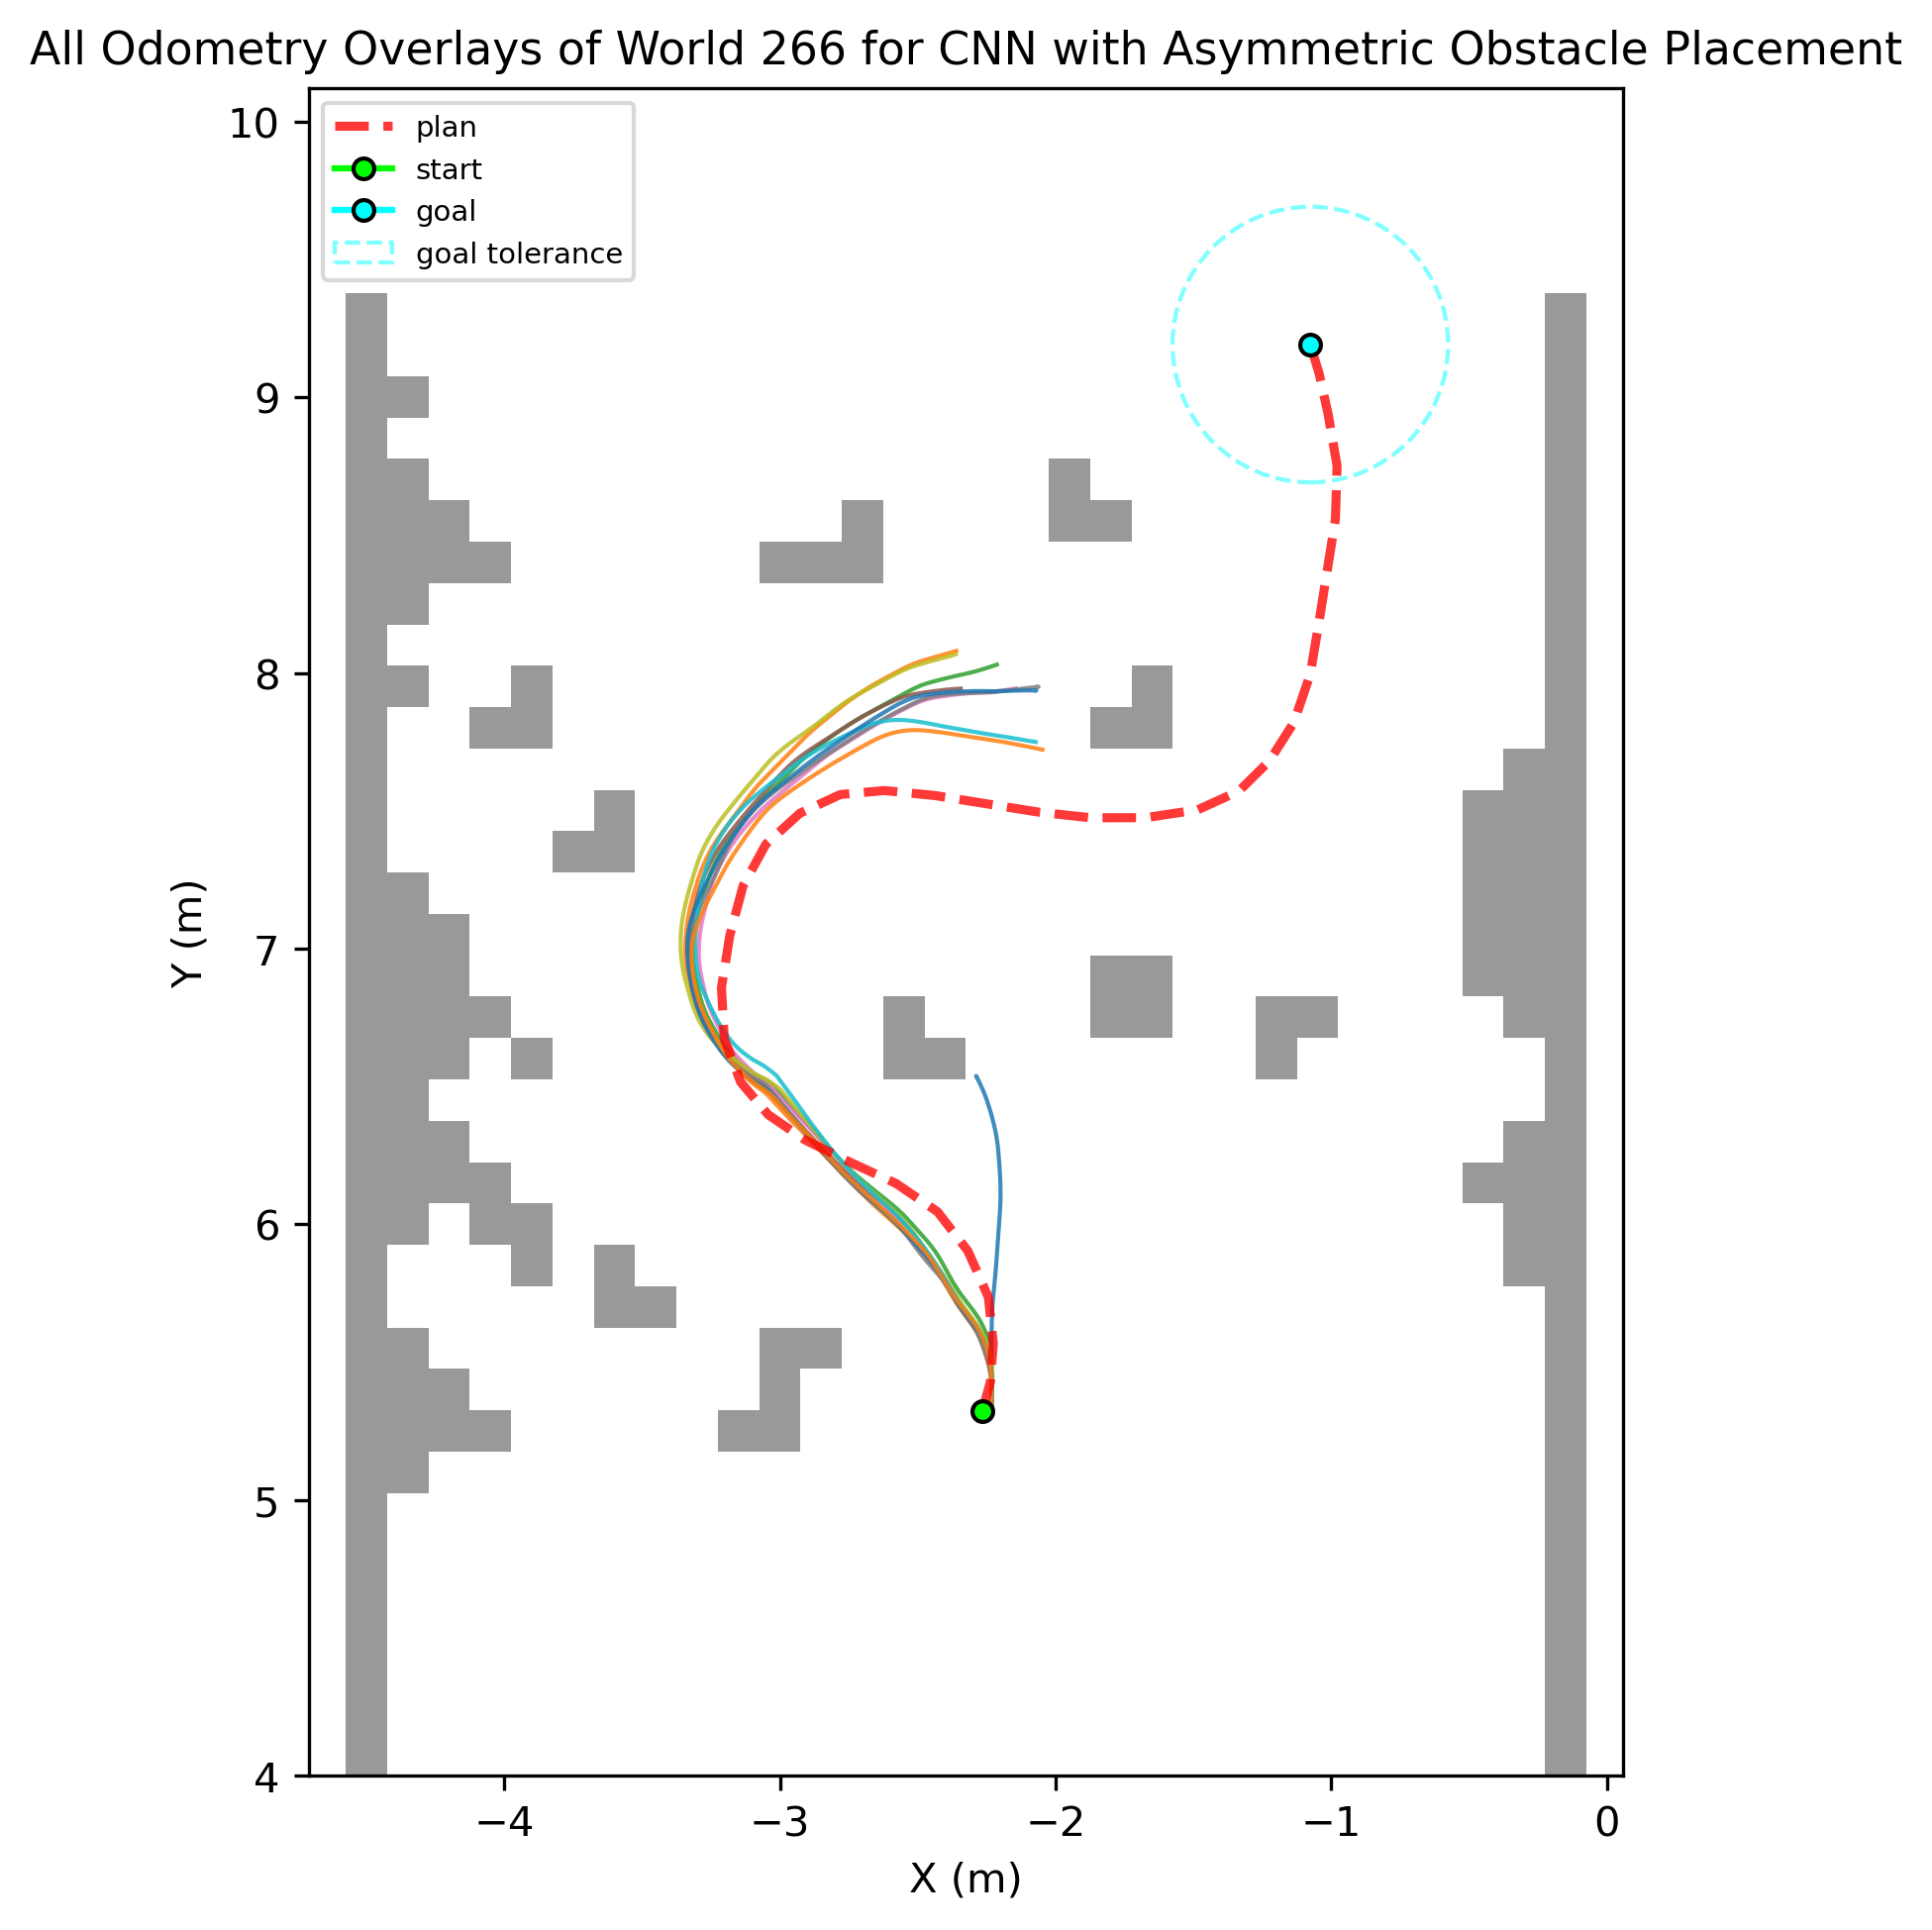 All Odometry Overlays of World 266 for CNN with Asymmetric Obstacle Placement
plan
start
goal
goal tolerance
10
9
8
7
6
5
4
Y (m)
−4
−3
−2
−1
0
X (m)